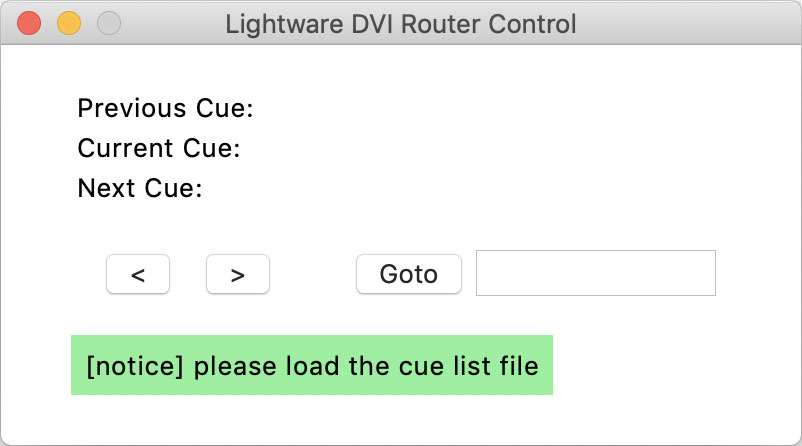 Lightware DVI Router Control
Previous Cue:
Current Cue:
Next Cue:
< > Goto
[notice] please load the cue list file